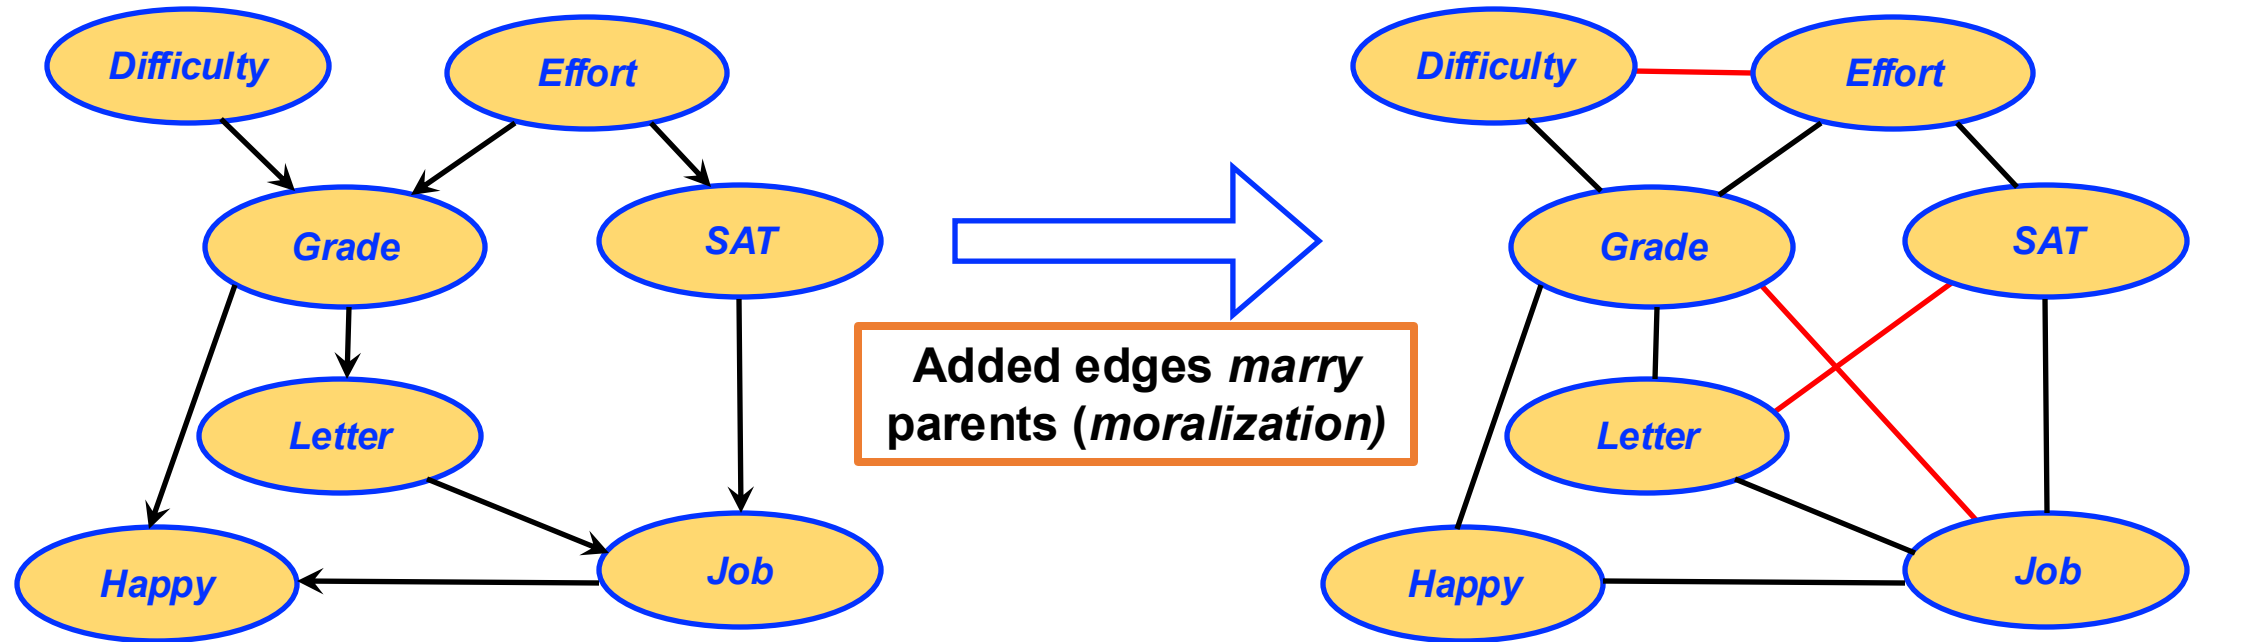 Difficulty
Effort
Grade
SAT
Letter
Happy
Job
Added edges marry
parents (moralization)
Difficulty
Effort
Grade
SAT
Letter
Happy
Job